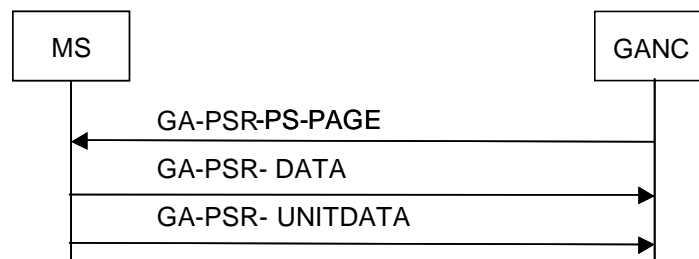 MS
GANC
GA-PSR-PS-PAGE
GA-PSR- DATA
GA-PSR- UNITDATA